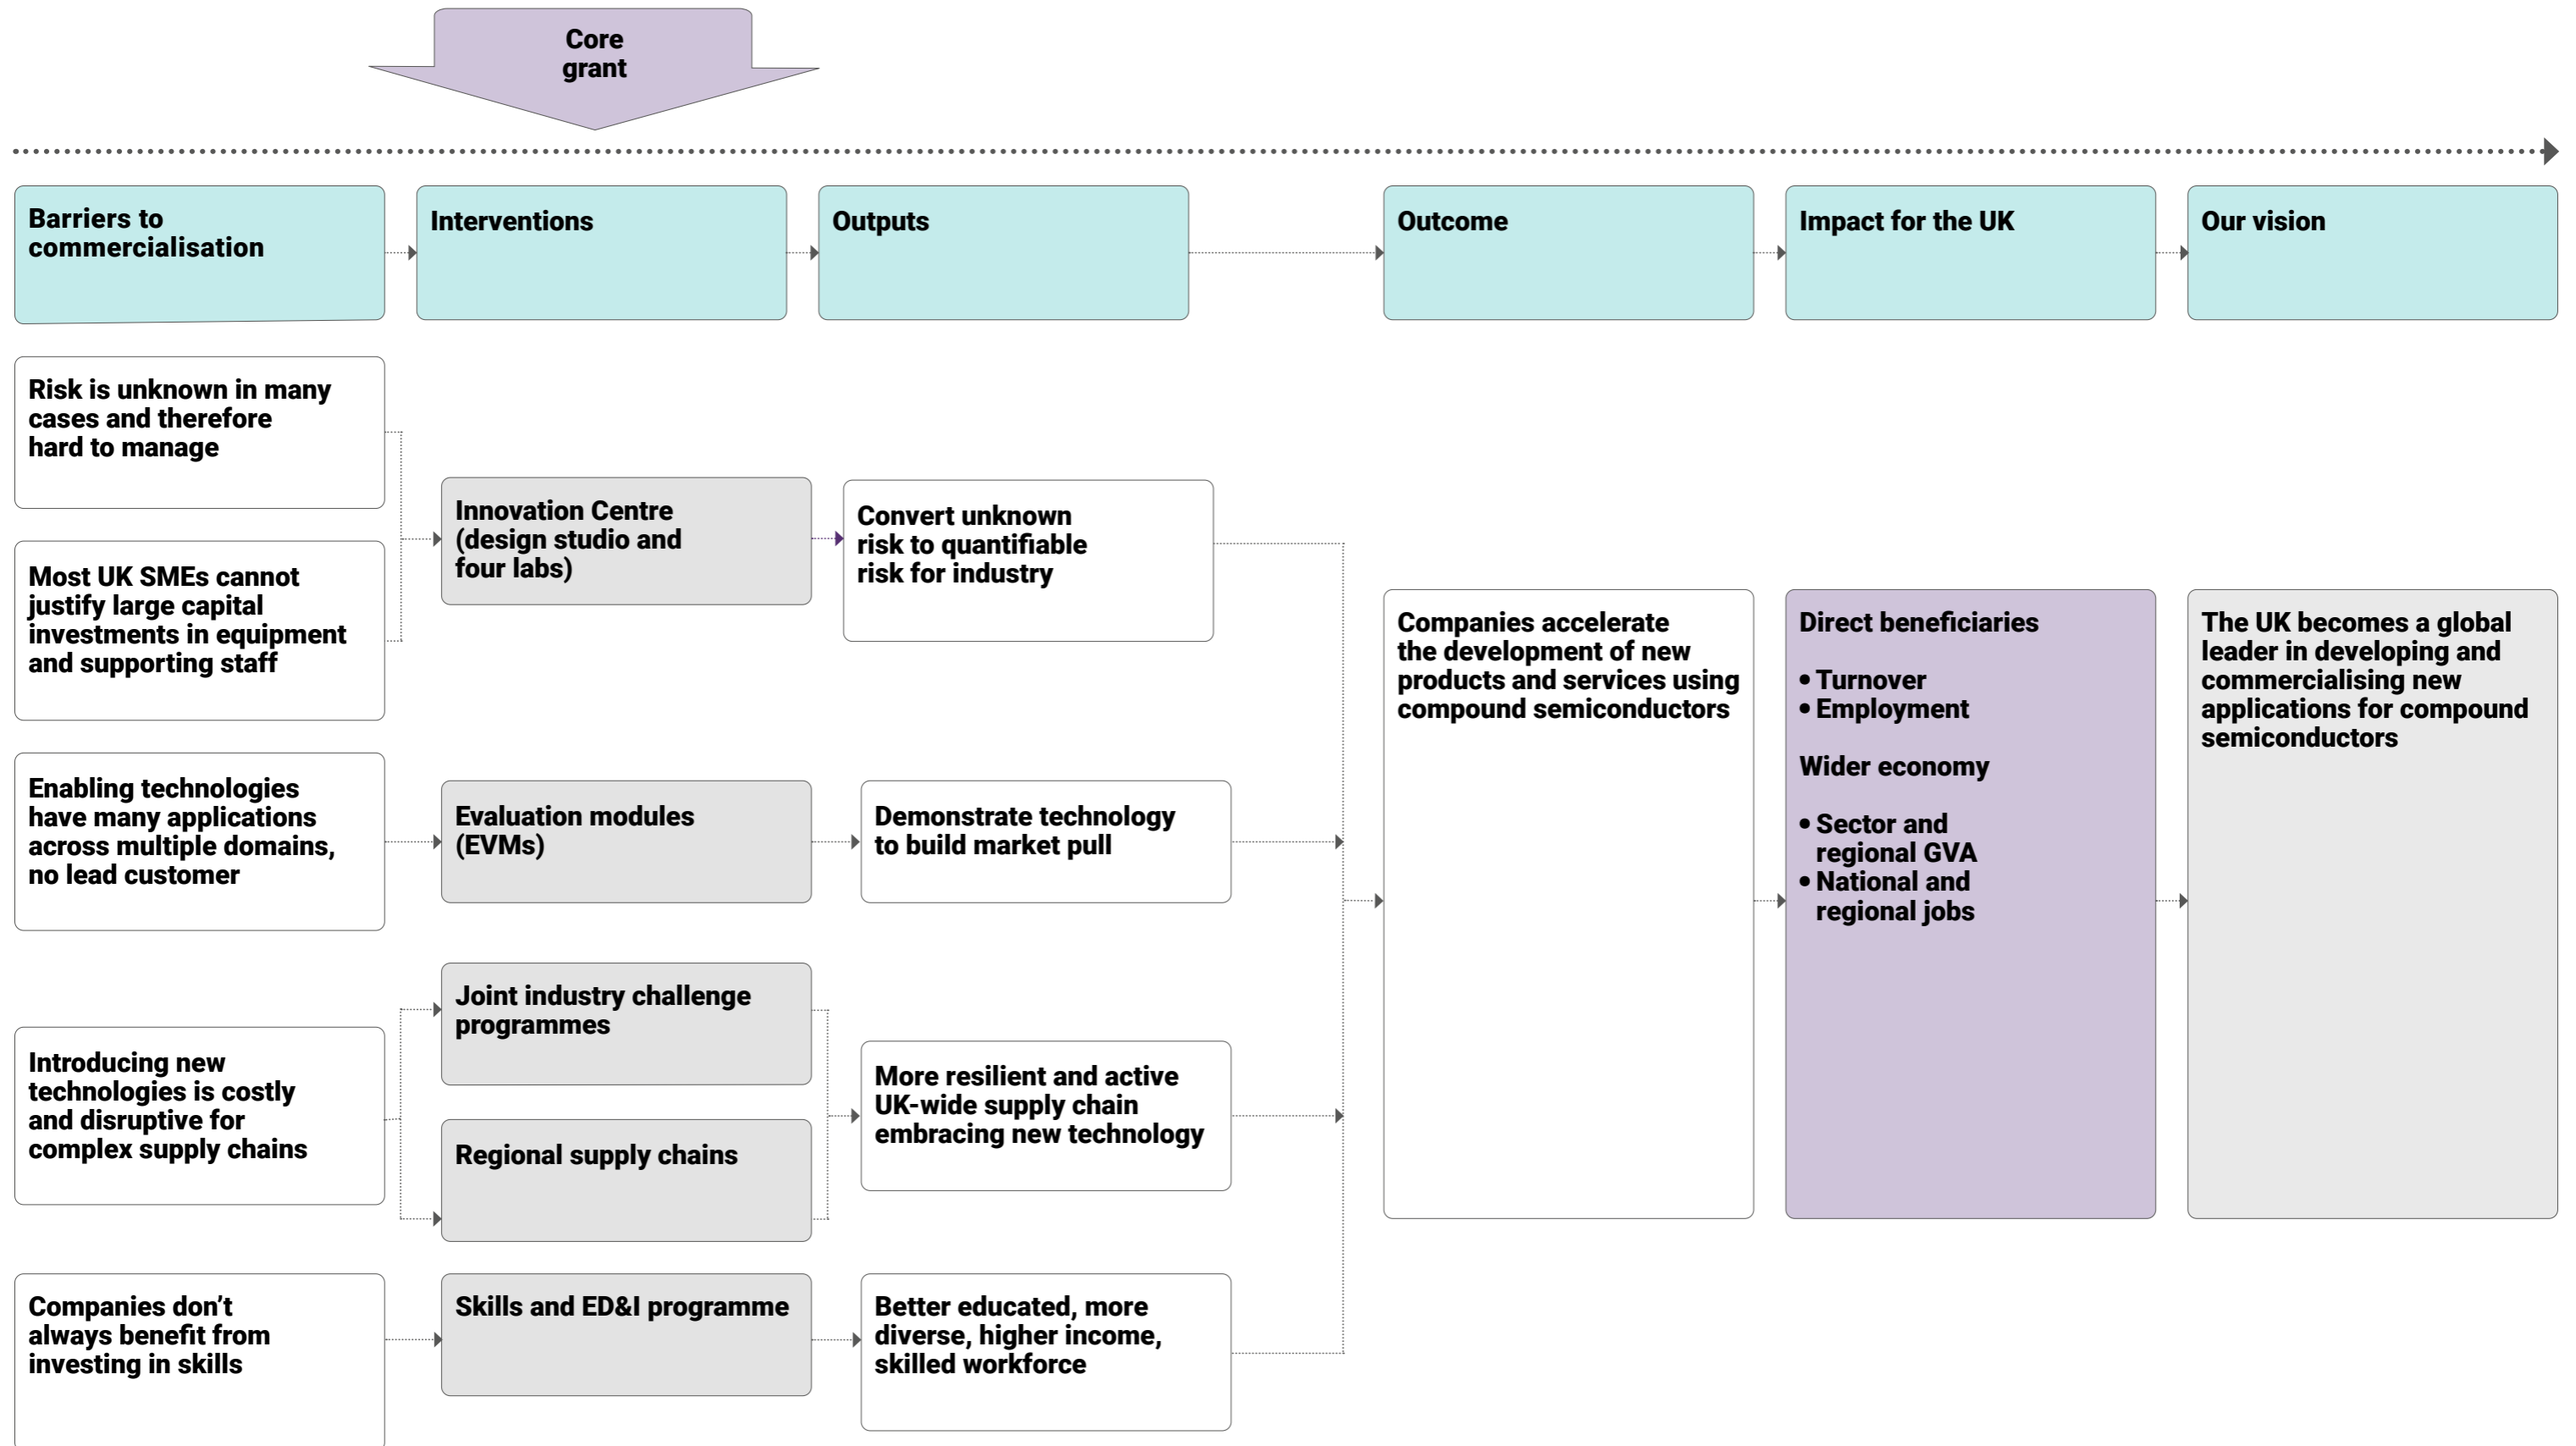 Core
grant
Barriers to
commercialisation
Interventions
Outputs
Outcome
Impact for the UK
Our vision
Risk is unknown in many
cases and therefore
hard to manage
Most UK SMEs cannot
justify large capital
investments in equipment
and supporting staff
Enabling technologies
have many applications
across multiple domains,
no lead customer
Introducing new
technologies is costly
and disruptive for
complex supply chains
Companies don’t
always benefit from
investing in skills
Innovation Centre
(design studio and
four labs)
Evaluation modules
(EVMs)
Joint industry challenge
programmes
Regional supply chains
Skills and ED&I programme
Convert unknown
risk to quantifiable
risk for industry
Demonstrate technology
to build market pull
More resilient and active
UK-wide supply chain
embracing new technology
Better educated, more
diverse, higher income,
skilled workforce
Companies accelerate
the development of new
products and services using
compound semiconductors
Direct beneficiaries
• Turnover
• Employment
Wider economy
• Sector and
regional GVA
• National and
regional jobs
The UK becomes a global
leader in developing and
commercialising new
applications for compound
semiconductors